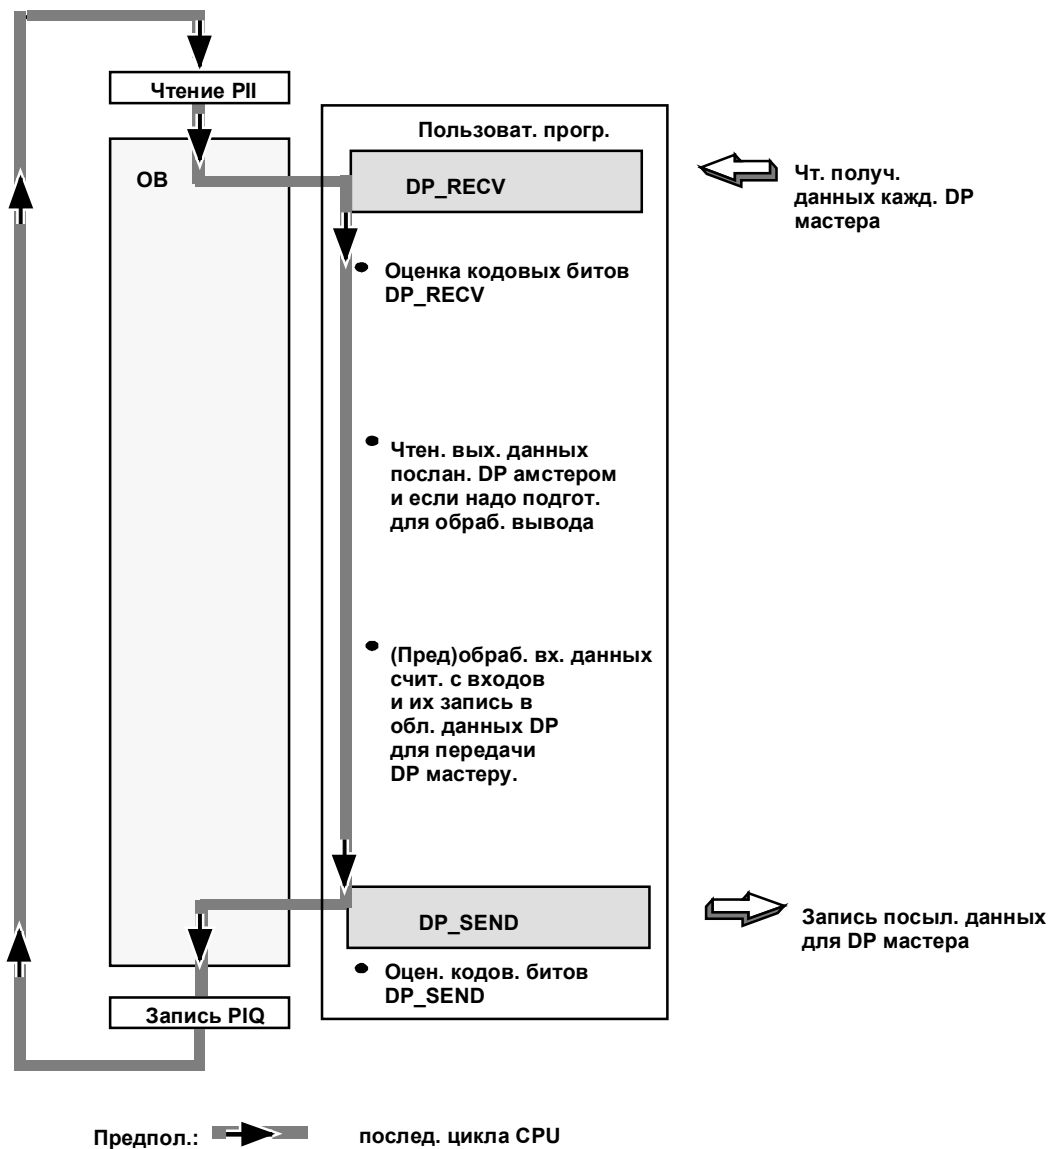 Чтение PII
Пользоват. прогр.
OB
DP_RECV
Чт. получ.
данных кажд. DP
мастера
Оценка кодовых битов
DP_RECV
Чтен. вых. данных
послан. DP амстером
и если надо подгот.
для обраб. вывода
(Пред)обраб. вх. данных
счит. с входов
и их запись в
обл. данных DP
для передачи
DP мастеру.
DP_SEND
Запись посыл. данных
для DP мастера
Оцен. кодов. битов
DP_SEND
Запись PIQ
Предпол.: послед. цикла CPU